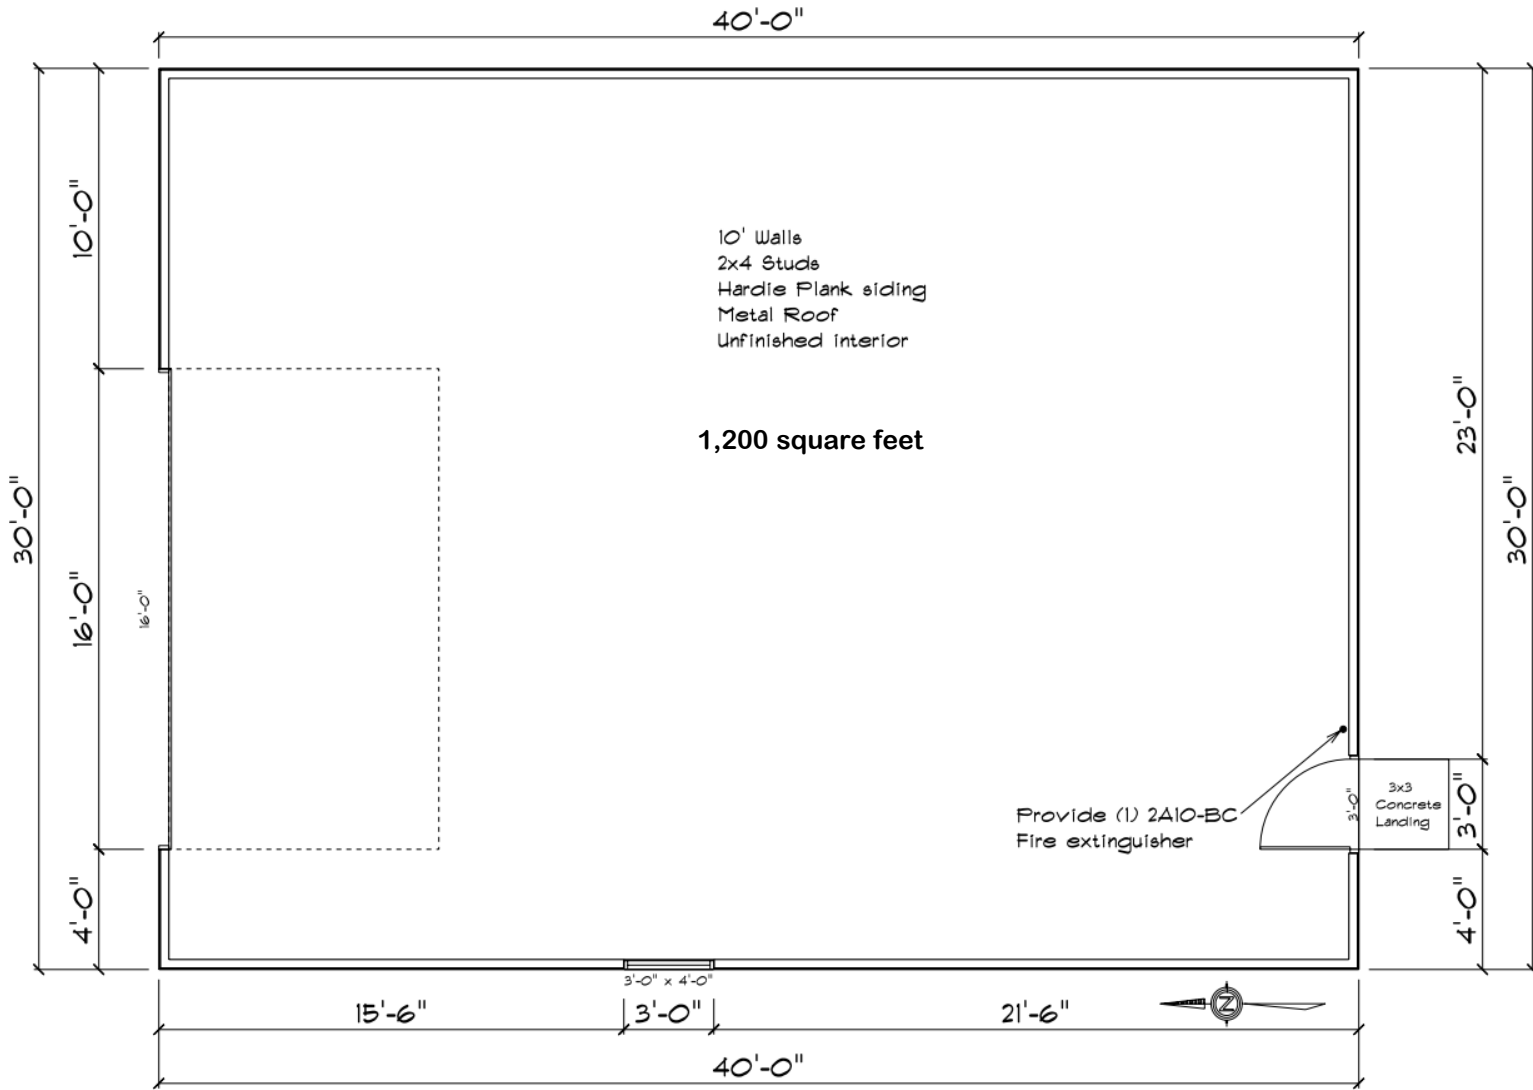 40'-0"
10'-0"
10' Walls
2x4 Studs
Hardie Plank siding
Metal Roof
Unfinished interior
23'-0"
1,200 square feet
30'-0"
30'-0"
16'-0"
16'-0"
Provide (1) 2A10-BC
Fire extinguisher
3'-0"
3x3
Concrete
Landing
3'-0"
4'-0"
4'-0"
3'-0" x 4'-0"
15'-6"
3'-0"
21'-6"
Z
40'-0"